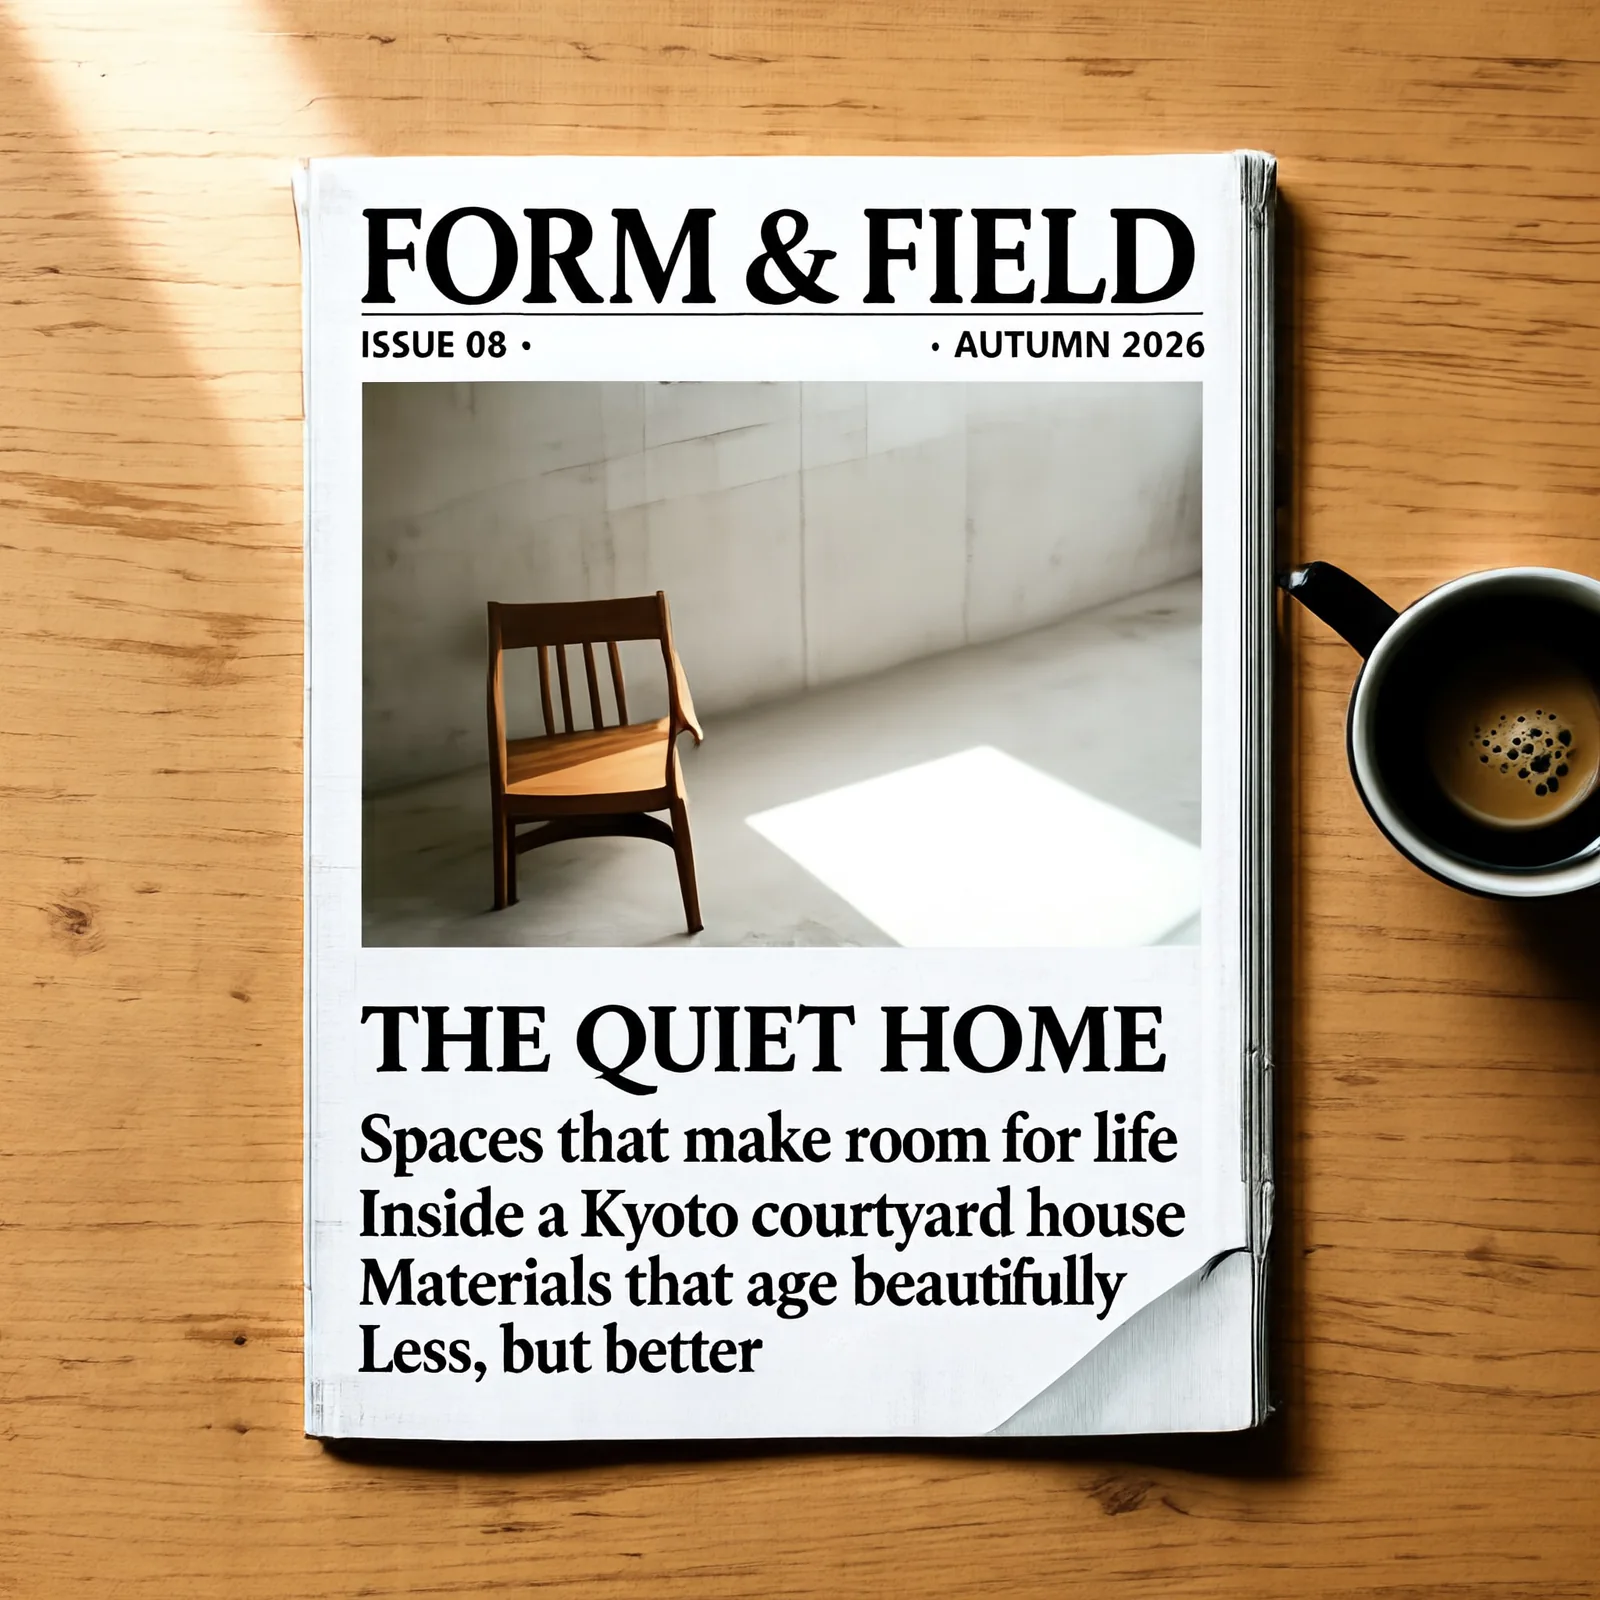 FORM & FIELD
ISSUE 08 • • AUTUMN 2026
THE QUIET HOME
Spaces that make room for life
Inside a Kyoto courtyard house
Materials that age beautifully
Less, but better